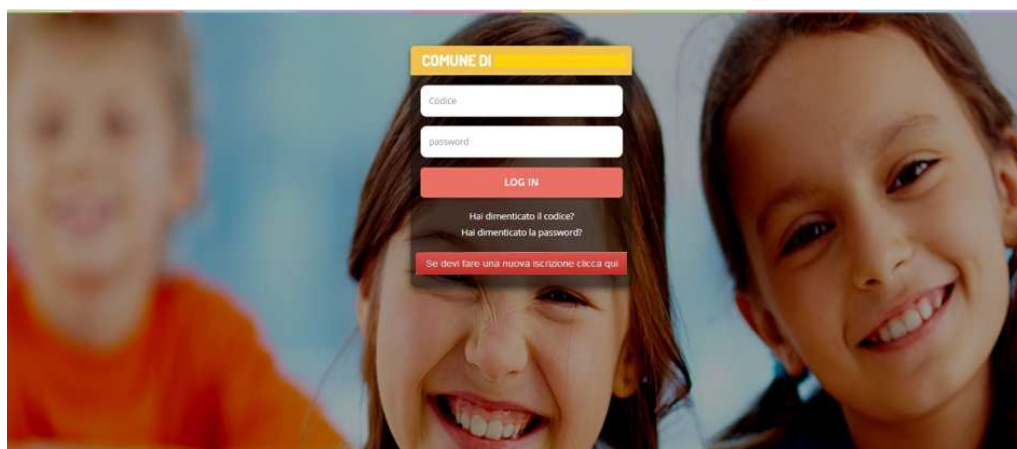 COMUNE DI
Codice
password
LOG IN
Hai dimenticato il codice?
Hai dimenticato la password?
Se devi fare una nuova iscrizione clicca qui